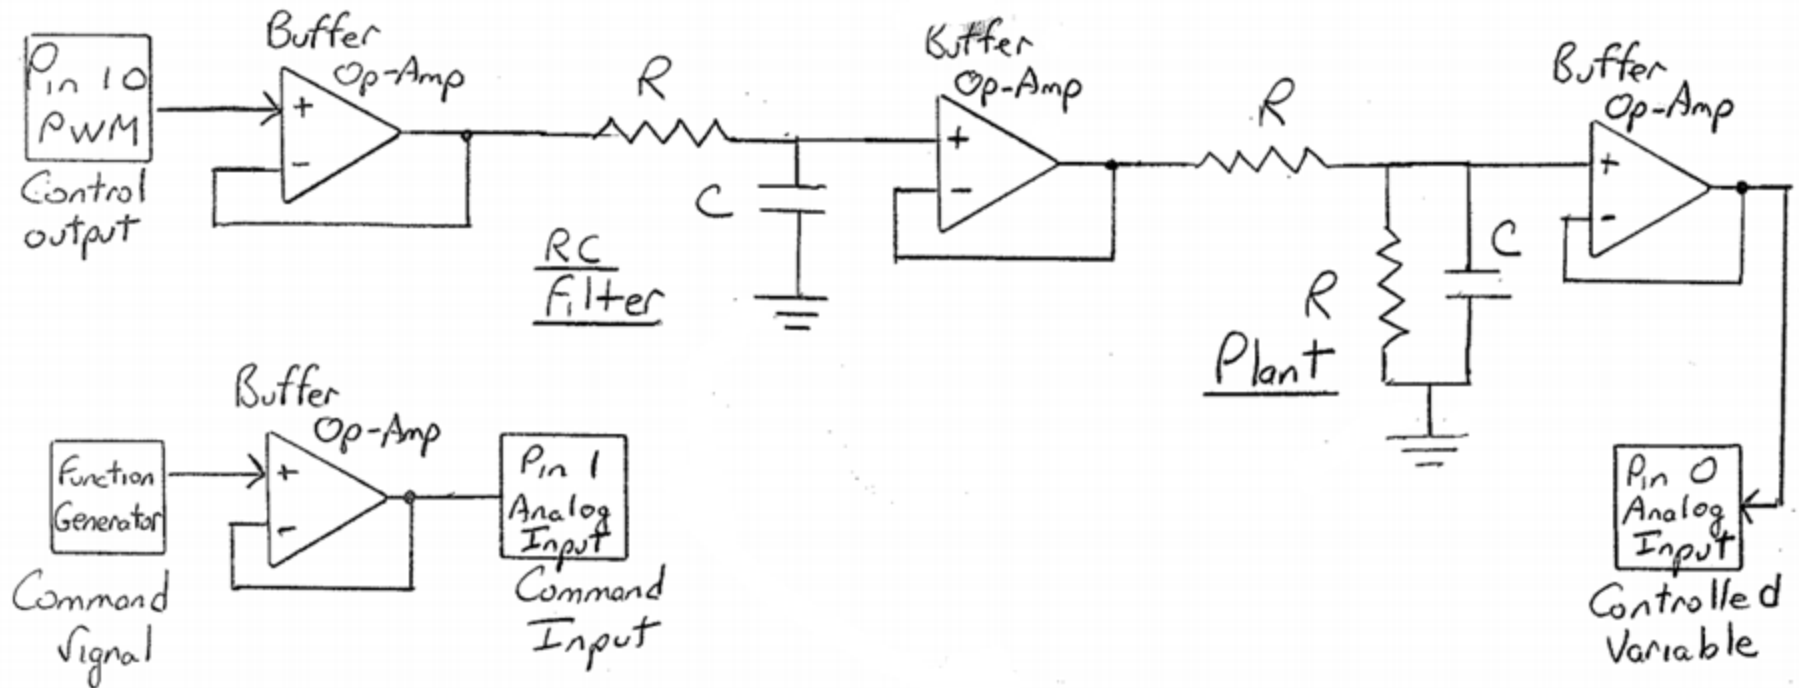 Pin 10
PWM
Control
output
Buffer
Op-Amp
+
-
R
C
RC
Filter
Buffer
Op-Amp
+
-
R
R
C
Plant
Buffer
Op-Amp
+
-
Pin 0
Analog
Input
Controlled
Variable
Function
Generator
Command
Signal
Buffer
Op-Amp
+
-
Pin 1
Analog
Input
Command
Input